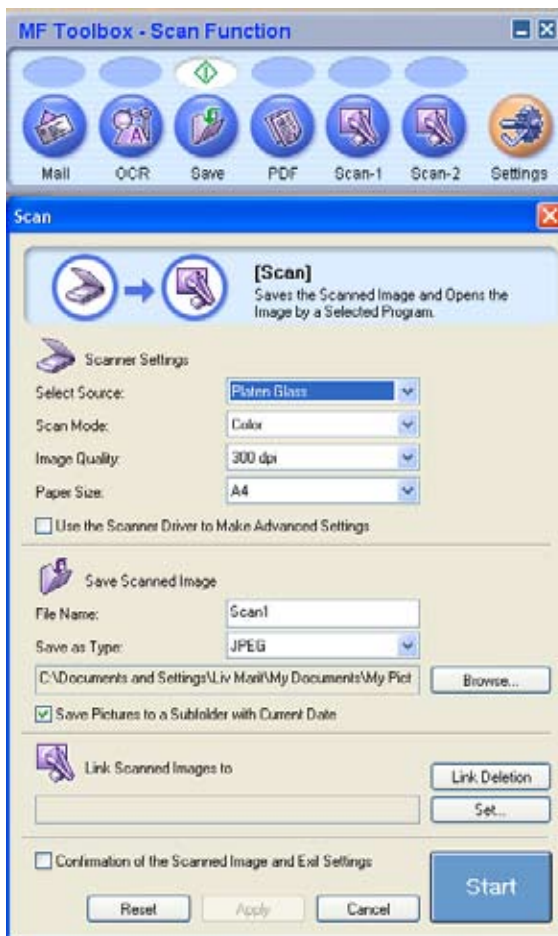 MF Toolbox - Scan Function
Mail OCR Save PDF Scan-1 Scan-2 Settings
Scan
[Scan]
Saves the Scanned Image and Opens the
Image by a Selected Program.
Scanner Settings
Select Source: Platen Glass
Scan Mode: Color
Image Quality: 300 dpi
Paper Size: A4
Use the Scanner Driver to Make Advanced Settings
Save Scanned Image
File Name: Scan1
Save as Type: JPEG
C:\Documents and Settings\Liv Marit\My Documents\My Pict Browse...
Save Pictures to a Subfolder with Current Date
Link Scanned Images to
Link Deletion
Set...
Confirmation of the Scanned Image and Exit Settings
Start
Reset Apply Cancel